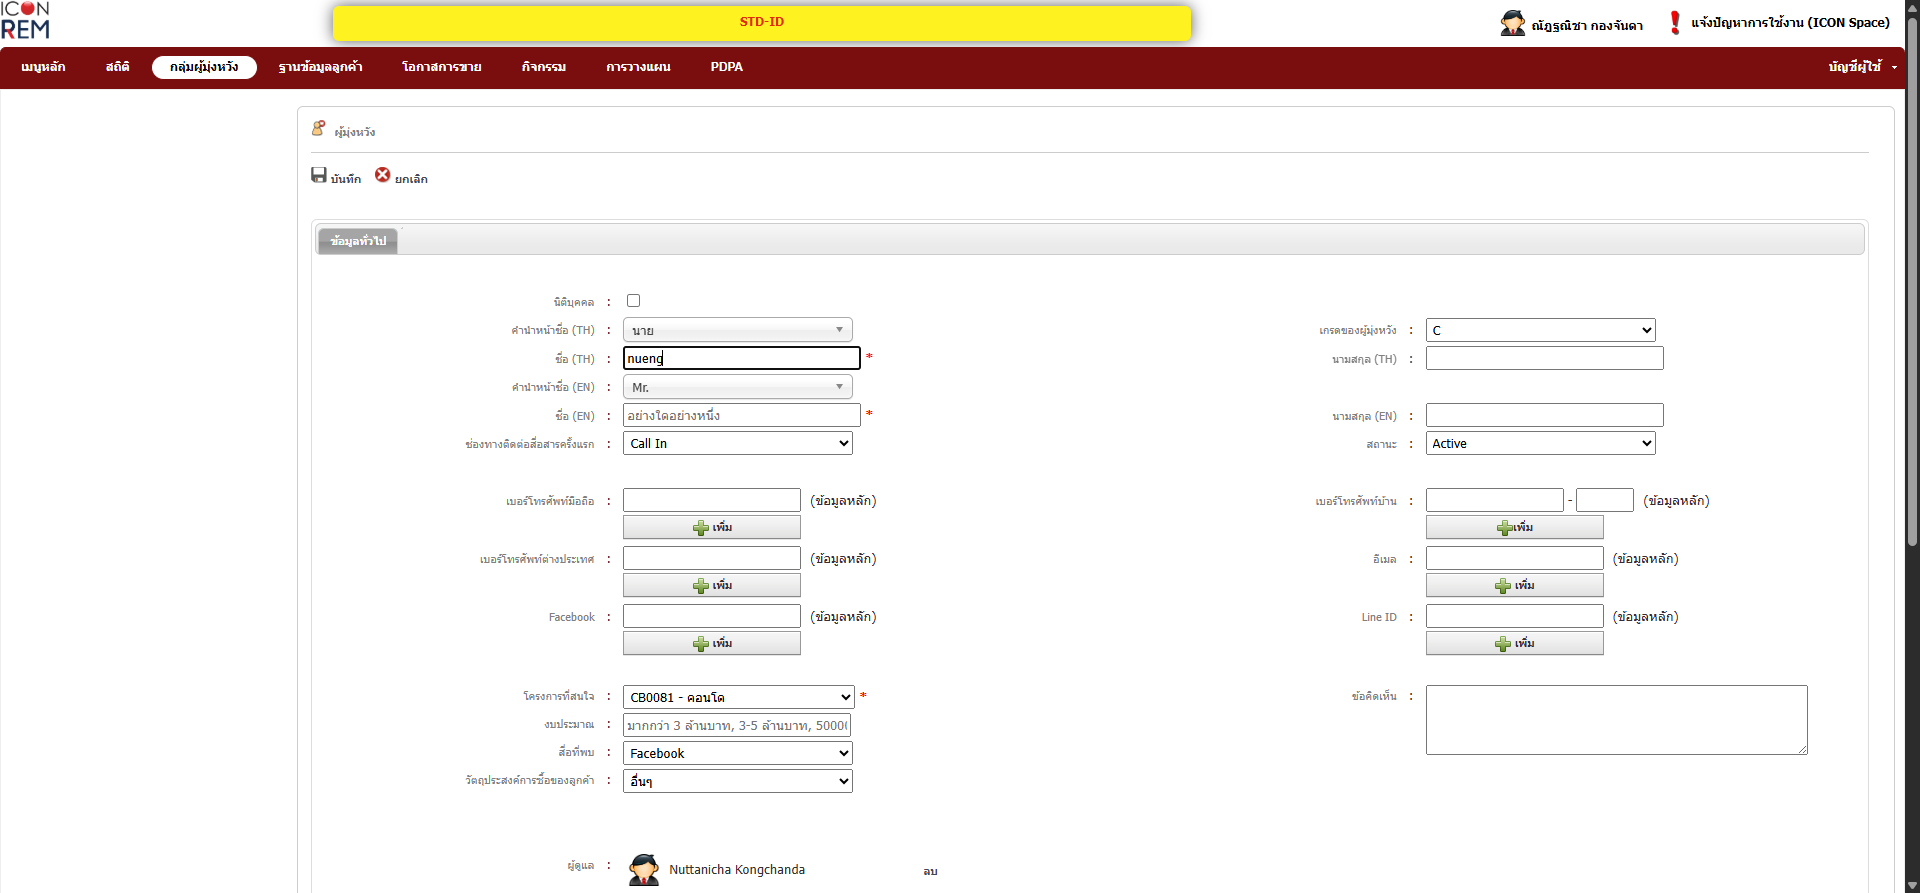 ICON
REM
STD-ID
ณัฏฐณิชา กองจันดา
แจ้งปัญหาการใช้งาน (ICON Space)
เมนูหลัก สถิติ กลุ่มผู้มุ่งหวัง ฐานข้อมูลลูกค้า โอกาสการขาย กิจกรรม การวางแผน PDPA บัญชีผู้ใช้
ผู้มุ่งหวัง
บันทึก ยกเลิก
ข้อมูลทั่วไป
นิติบุคคล :
คำนำหน้าชื่อ (TH) : นาย เกรดของผู้มุ่งหวัง : C
ชื่อ (TH) : nueng * นามสกุล (TH) :
คำนำหน้าชื่อ (EN) : Mr.
ชื่อ (EN) : อย่างใดอย่างหนึ่ง * นามสกุล (EN) :
ช่องทางติดต่อสื่อสารครั้งแรก : Call In สถานะ : Active
เบอร์โทรศัพท์มือถือ : (ข้อมูลหลัก) เบอร์โทรศัพท์บ้าน : - (ข้อมูลหลัก)
เพิ่ม เพิ่ม
เบอร์โทรศัพท์ต่างประเทศ : (ข้อมูลหลัก) อีเมล : (ข้อมูลหลัก)
เพิ่ม เพิ่ม
Facebook : (ข้อมูลหลัก) Line ID : (ข้อมูลหลัก)
เพิ่ม เพิ่ม
โครงการที่สนใจ : CB0081 - คอนโด * ข้อคิดเห็น :
งบประมาณ : มากกว่า 3 ล้านบาท, 3-5 ล้านบาท, 5000(
สื่อที่พบ : Facebook
วัตถุประสงค์การซื้อของลูกค้า : อื่นๆ
ผู้ดูแล : Nuttanicha Kongchanda ลบ